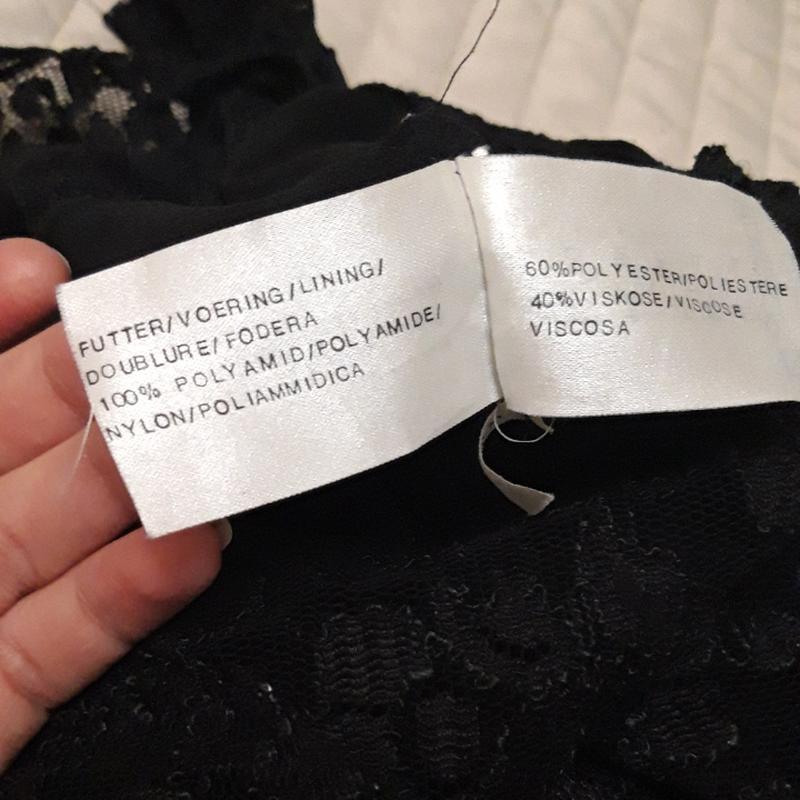 FUTTER/VOERING/LINING/
DOUBLURE/FODERA
100% POLYAMID/POLYAMIDE/
NYLON/POLIAMMIDICA
60%POLYESTER/POLIESTERE
40%VISKOSE/VISCOSE
VISCOSA